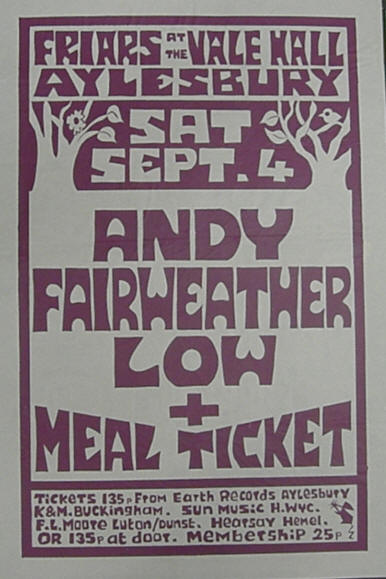 FRIARS AT THE VALE HALL
AYLESBURY
SAT
SEPT. 4
ANDY
FAIRWEATHER
LOW
+
MEAL TICKET
TICKETS 135p From Earth Records Aylesbury
K&M. Buckingham. Sun Music H.Wyc.
F.L.Moore Luton/Dunst. Hearsay Hemel.
OR 135p at door. Membership 25p